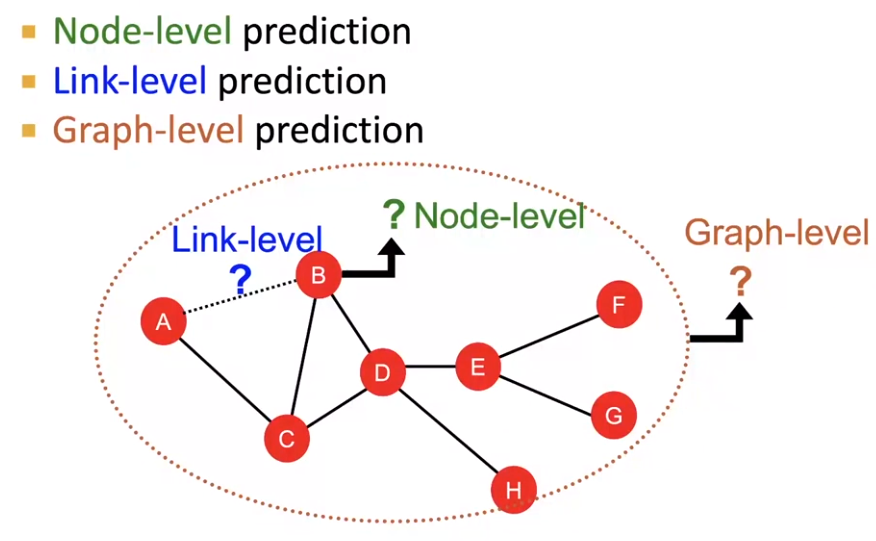 Node-level prediction
Link-level prediction
Graph-level prediction
? Node-level
Link-level
?
Graph-level
?
B
A
F
D
E
G
C
H